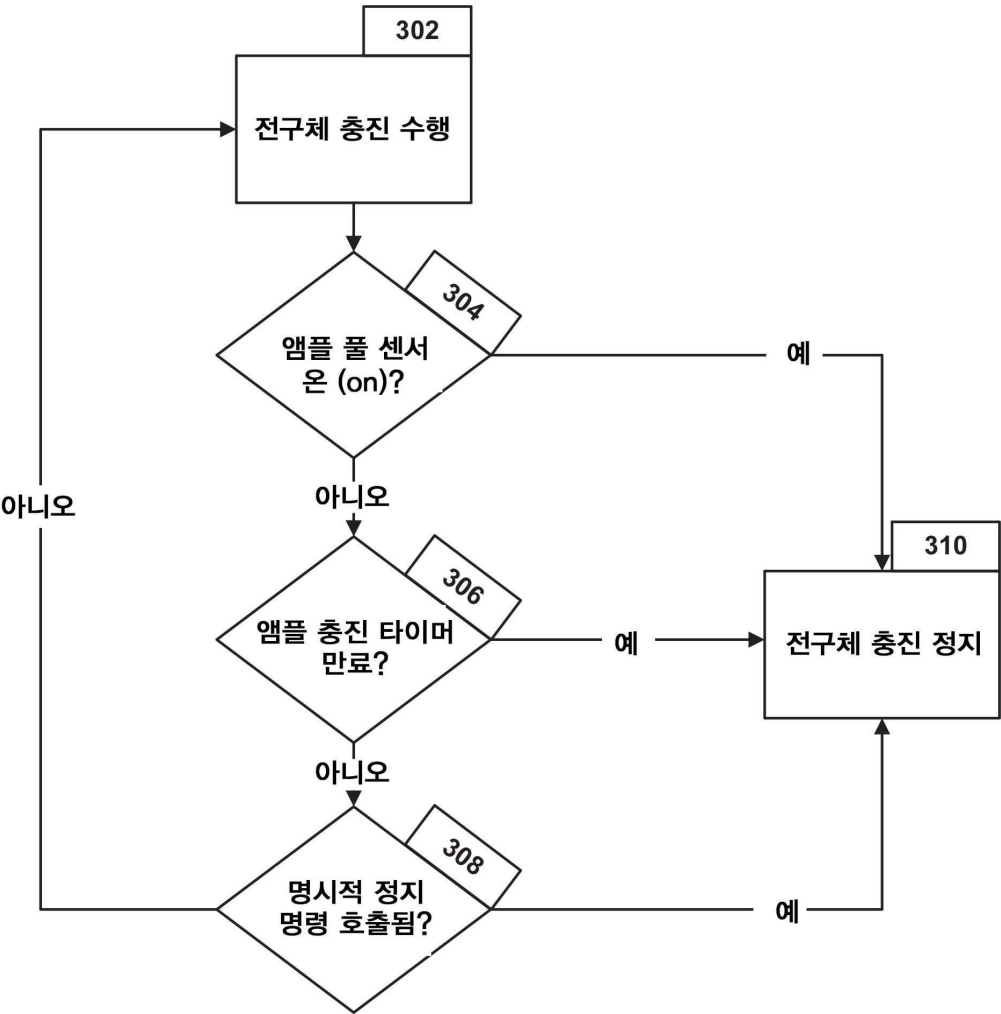 302
전구체 충진 수행
304
앰플 풀 센서
온 (on)?
예
아니오
아니오
310
전구체 충진 정지
306
앰플 충진 타이머
만료?
예
아니오
308
명시적 정지
명령 호출됨?
예